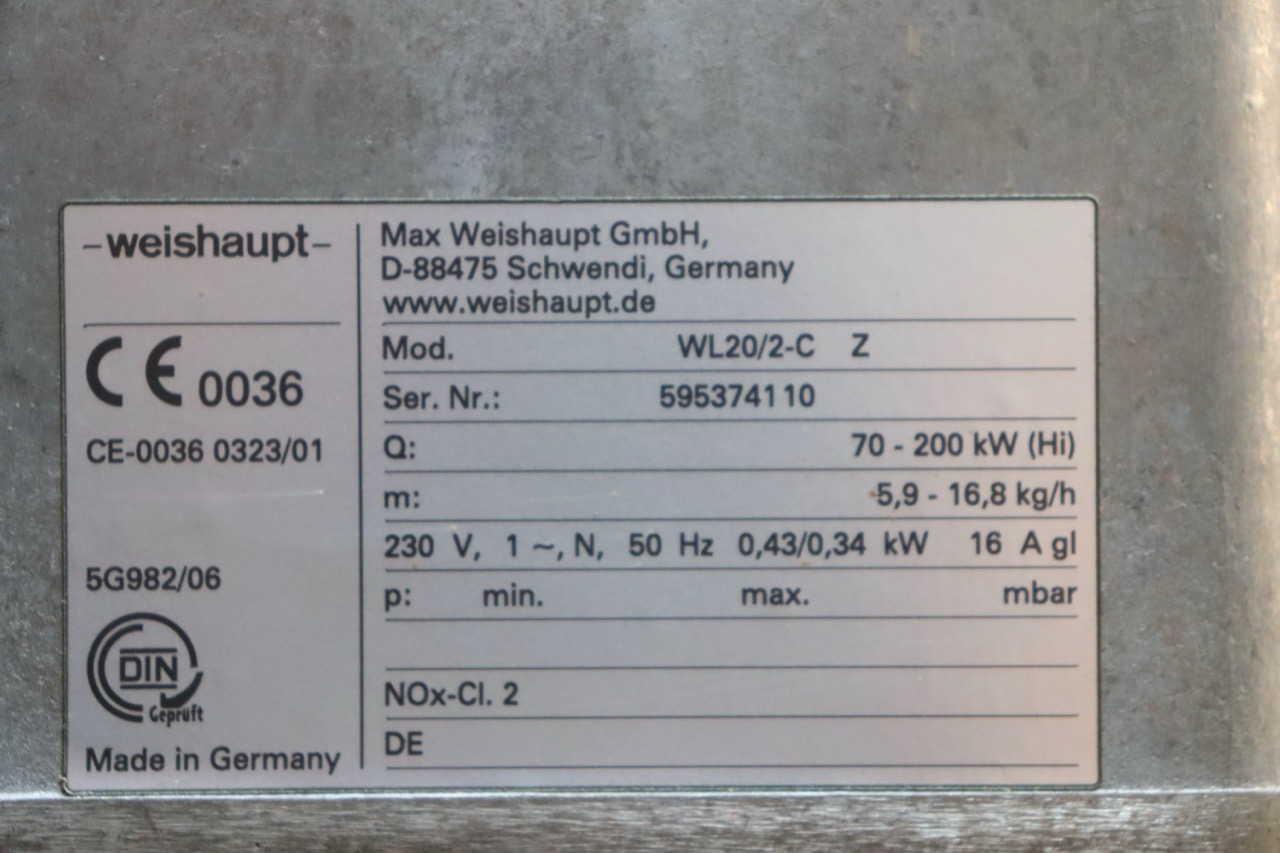 –weishaupt–
CE 0036
CE-0036 0323/01
5G982/06
DIN
Geprüft
Made in Germany
Max Weishaupt GmbH,
D-88475 Schwendi, Germany
www.weishaupt.de
Mod. WL20/2-C Z
Ser. Nr.: 595374110
Q: 70 - 200 kW (Hi)
m: 5,9 - 16,8 kg/h
230 V, 1 ~, N, 50 Hz 0,43/0,34 kW 16 A gl
p: min. max. mbar
NOx-Cl. 2
DE